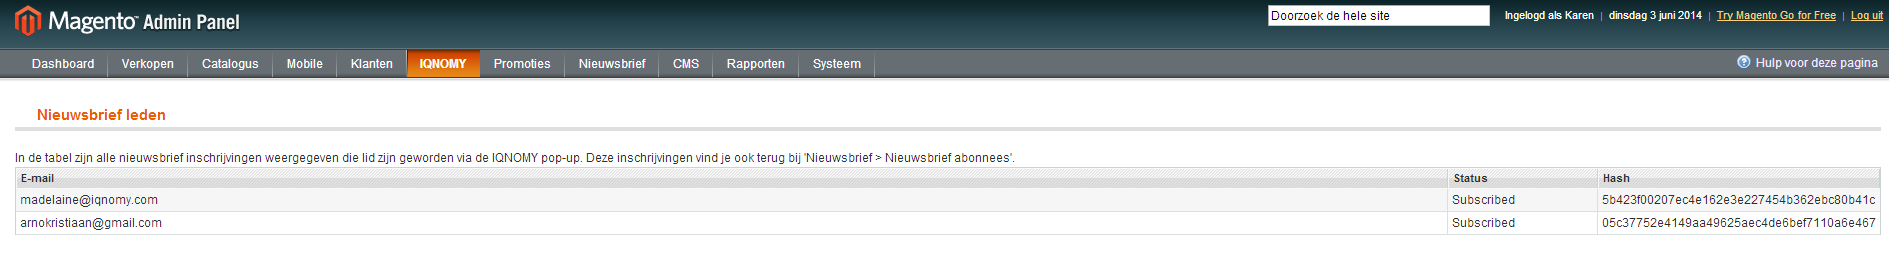 Magento™ Admin Panel
Doorzoek de hele site
Ingelogd als Karen | dinsdag 3 juni 2014 | Try Magento Go for Free | Log uit
Dashboard Verkopen Catalogus Mobile Klanten IQNOMY Promoties Nieuwsbrief CMS Rapporten Systeem
Hulp voor deze pagina
Nieuwsbrief leden
In de tabel zijn alle nieuwsbrief inschrijvingen weergegeven die lid zijn geworden via de IQNOMY pop-up. Deze inschrijvingen vind je ook terug bij 'Nieuwsbrief > Nieuwsbrief abonnees'.
E-mail Status Hash
madelaine@iqnomy.com Subscribed 5b423f00207ec4e162e3e227454b362ebc80b41c
arnokristiaan@gmail.com Subscribed 05c37752e4149aa49625aec4de6bef7110a6e467